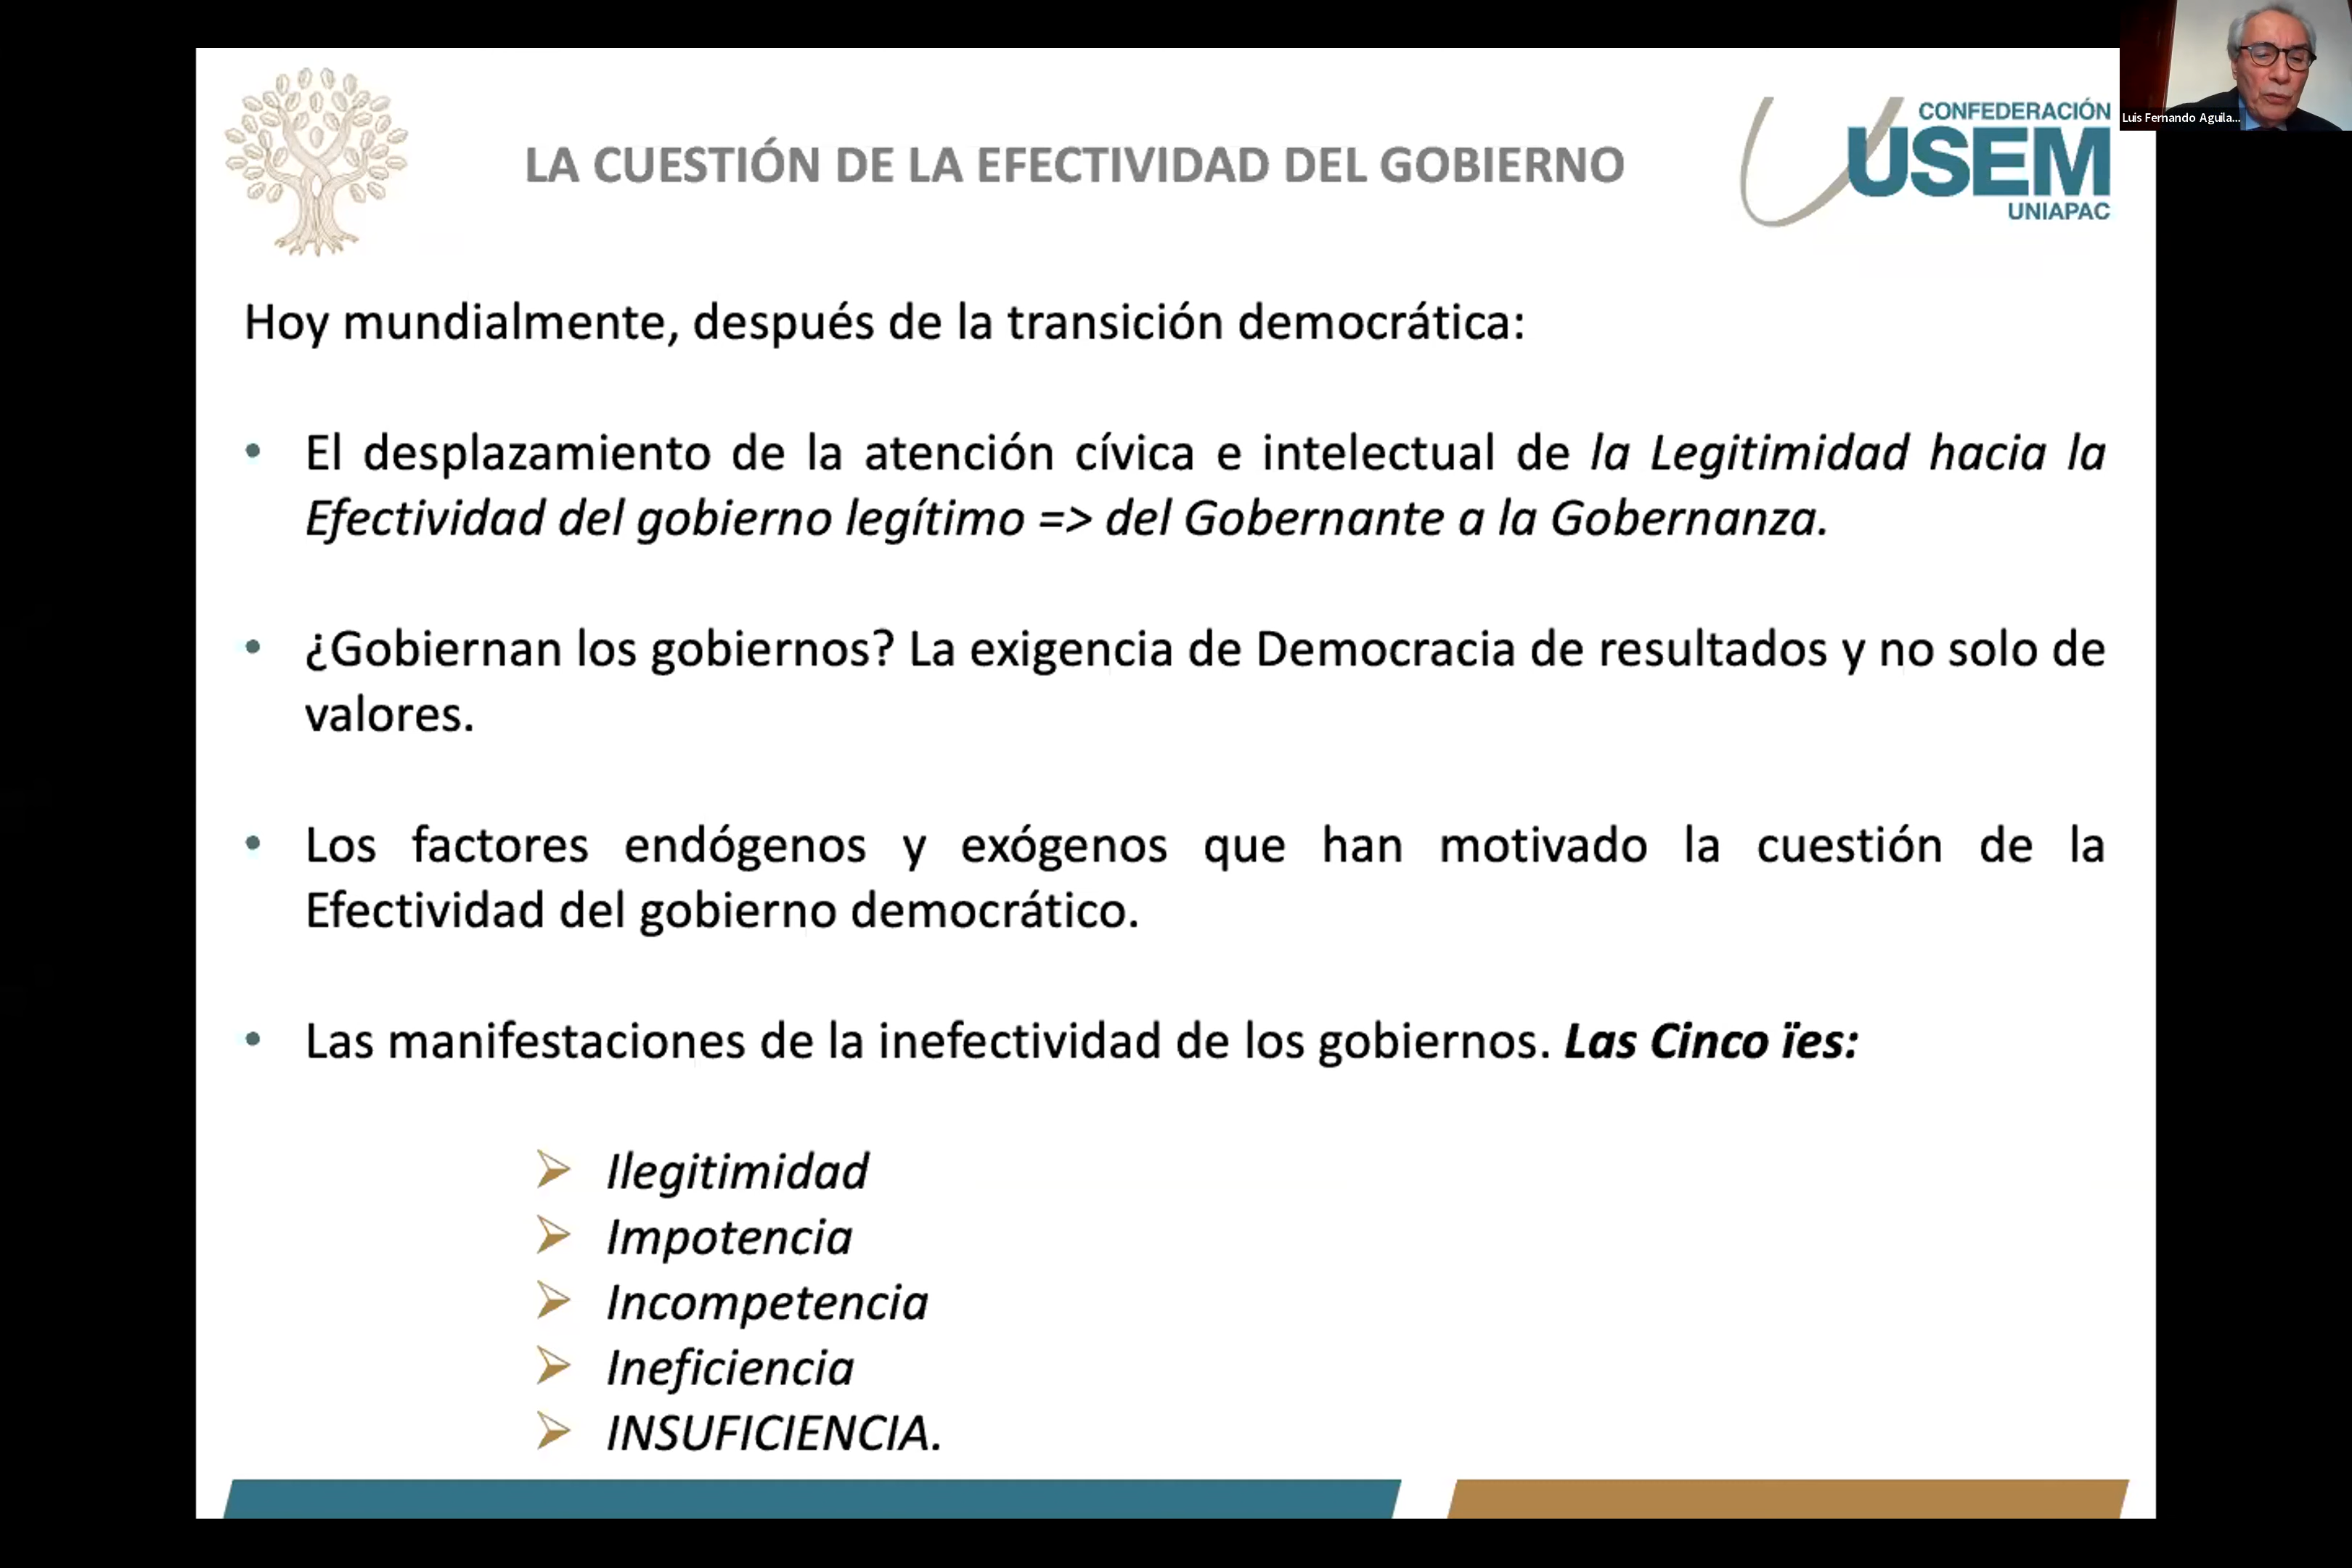 LA CUESTIÓN DE LA EFECTIVIDAD DEL GOBIERNO
CONFEDERACIÓN
USEM
UNIAPAC
Luis Fernando Aguila...
Hoy mundialmente, después de la transición democrática:
• El desplazamiento de la atención cívica e intelectual de la Legitimidad hacia la
Efectividad del gobierno legítimo => del Gobernante a la Gobernanza.
• ¿Gobiernan los gobiernos? La exigencia de Democracia de resultados y no solo de
valores.
• Los factores endógenos y exógenos que han motivado la cuestión de la
Efectividad del gobierno democrático.
• Las manifestaciones de la inefectividad de los gobiernos. Las Cinco ïes:
➢ Ilegitimidad
➢ Impotencia
➢ Incompetencia
➢ Ineficiencia
➢ INSUFICIENCIA.